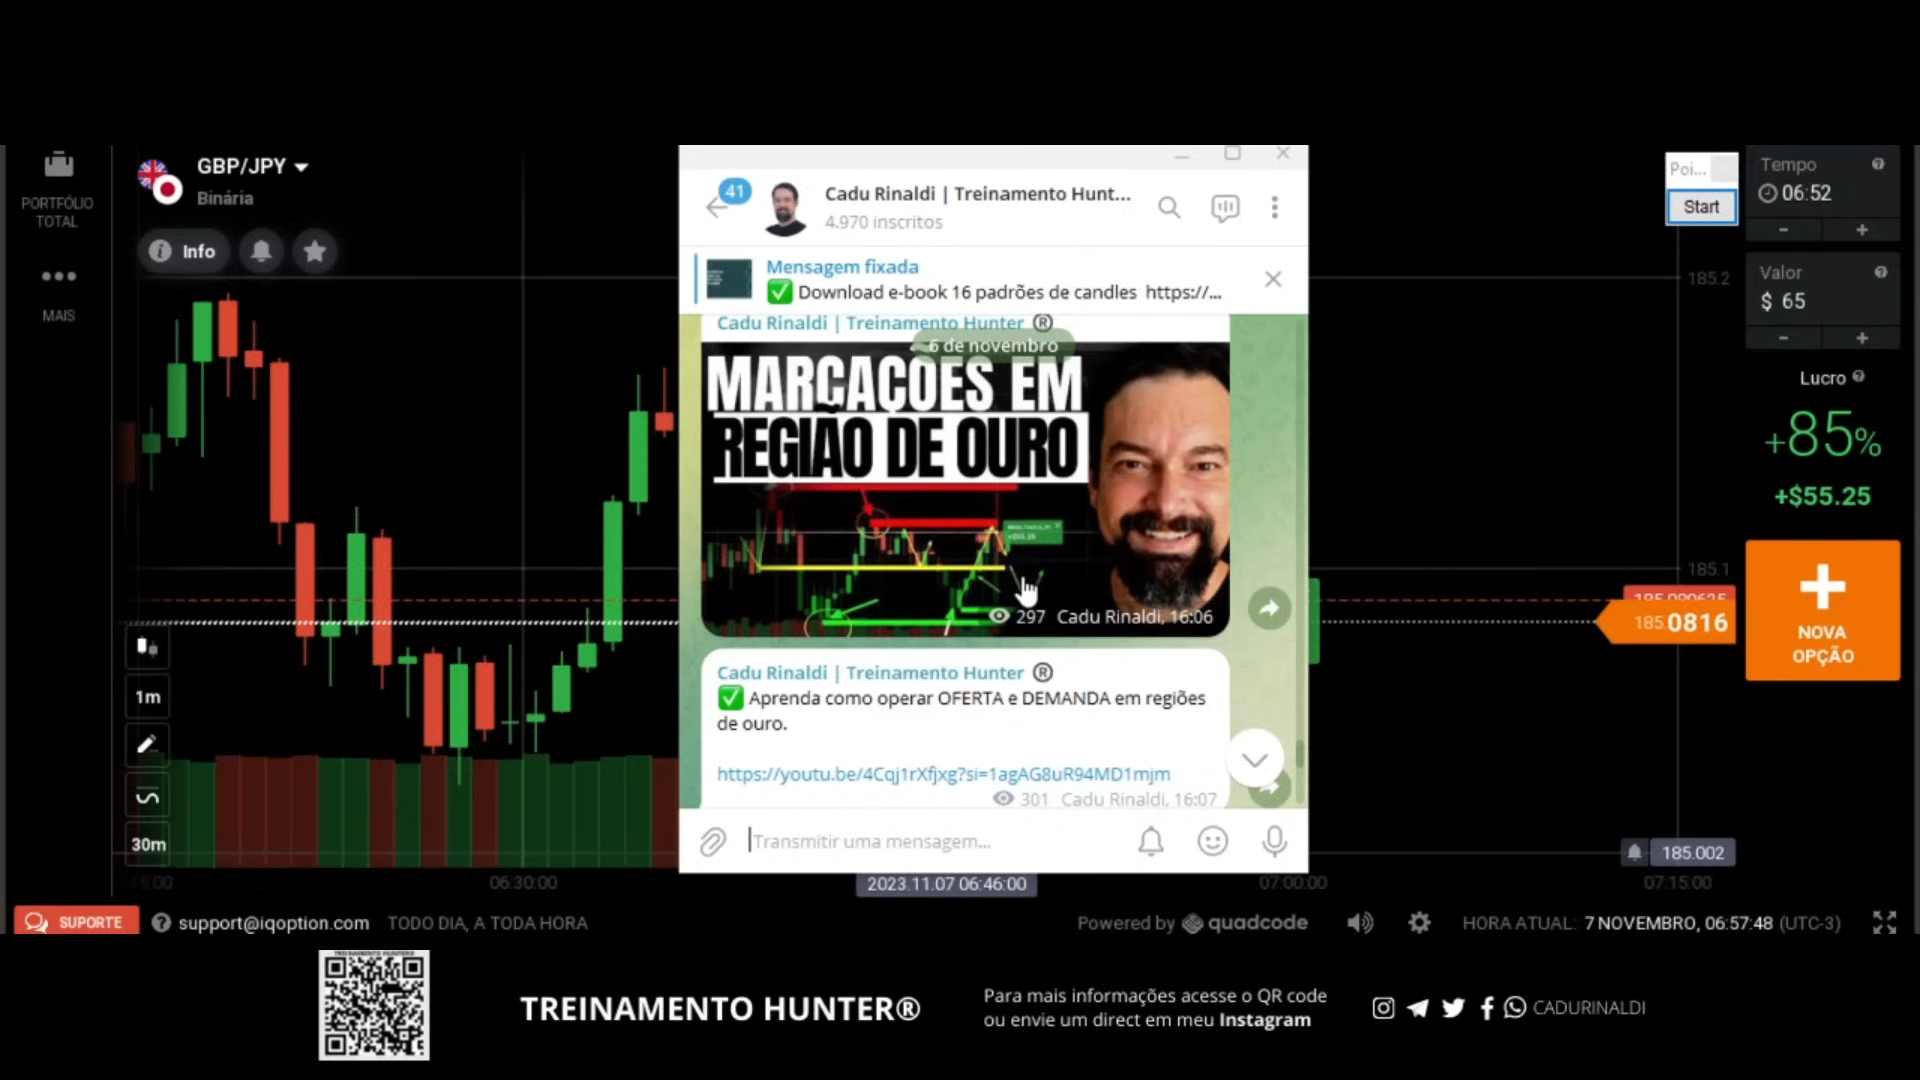 PORTFÓLIO
TOTAL
MAIS
GBP/JPY
Binária
Info
1m
30m
41
Cadu Rinaldi | Treinamento Hunt...
4.970 inscritos
Mensagem fixada
✅ Download e-book 16 padrões de candles https://...
Cadu Rinaldi | Treinamento Hunter ®
6 de novembro
MARCAÇÕES EM
REGIÃO DE OURO
297 Cadu Rinaldi, 16:06
Cadu Rinaldi | Treinamento Hunter ®
✅ Aprenda como operar OFERTA e DEMANDA em regiões
de ouro.
https://youtu.be/4Cqj1rXfjxg?si=1agAG8uR94MD1mjm
301 Cadu Rinaldi, 16:07
Transmitir uma mensagem...
Poi...
Start
185.2
185.1
185.0816
185.002
Tempo
06:52
- +
Valor
$ 65
- +
Lucro
+85%
+$55.25
NOVA
OPÇÃO
06:30:00
2023.11.07 06:46:00
07:00:00
07:15:00
SUPORTE
support@iqoption.com TODO DIA, A TODA HORA
Powered by quadcode
HORA ATUAL: 7 NOVEMBRO, 06:57:48 (UTC-3)
TREINAMENTO HUNTER®
Para mais informações acesse o QR code
ou envie um direct em meu Instagram
CADURINALDI